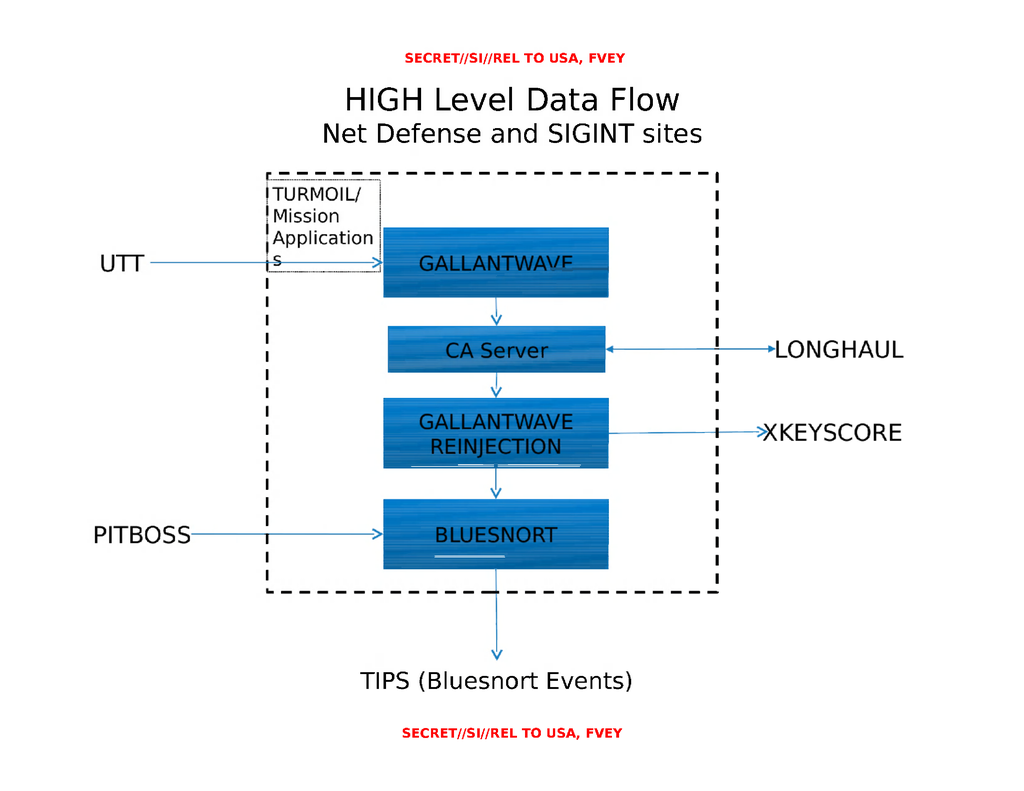 SECRET//SI//REL TO USA, FVEY
HIGH Level Data Flow
Net Defense and SIGINT sites
TURMOIL/
Mission
Application
s
UTT
GALLANTWAVE
CA Server
LONGHAUL
GALLANTWAVE
REINJECTION
XKEYSCORE
PITBOSS
BLUESNORT
TIPS (Bluesnort Events)
SECRET//SI//REL TO USA, FVEY